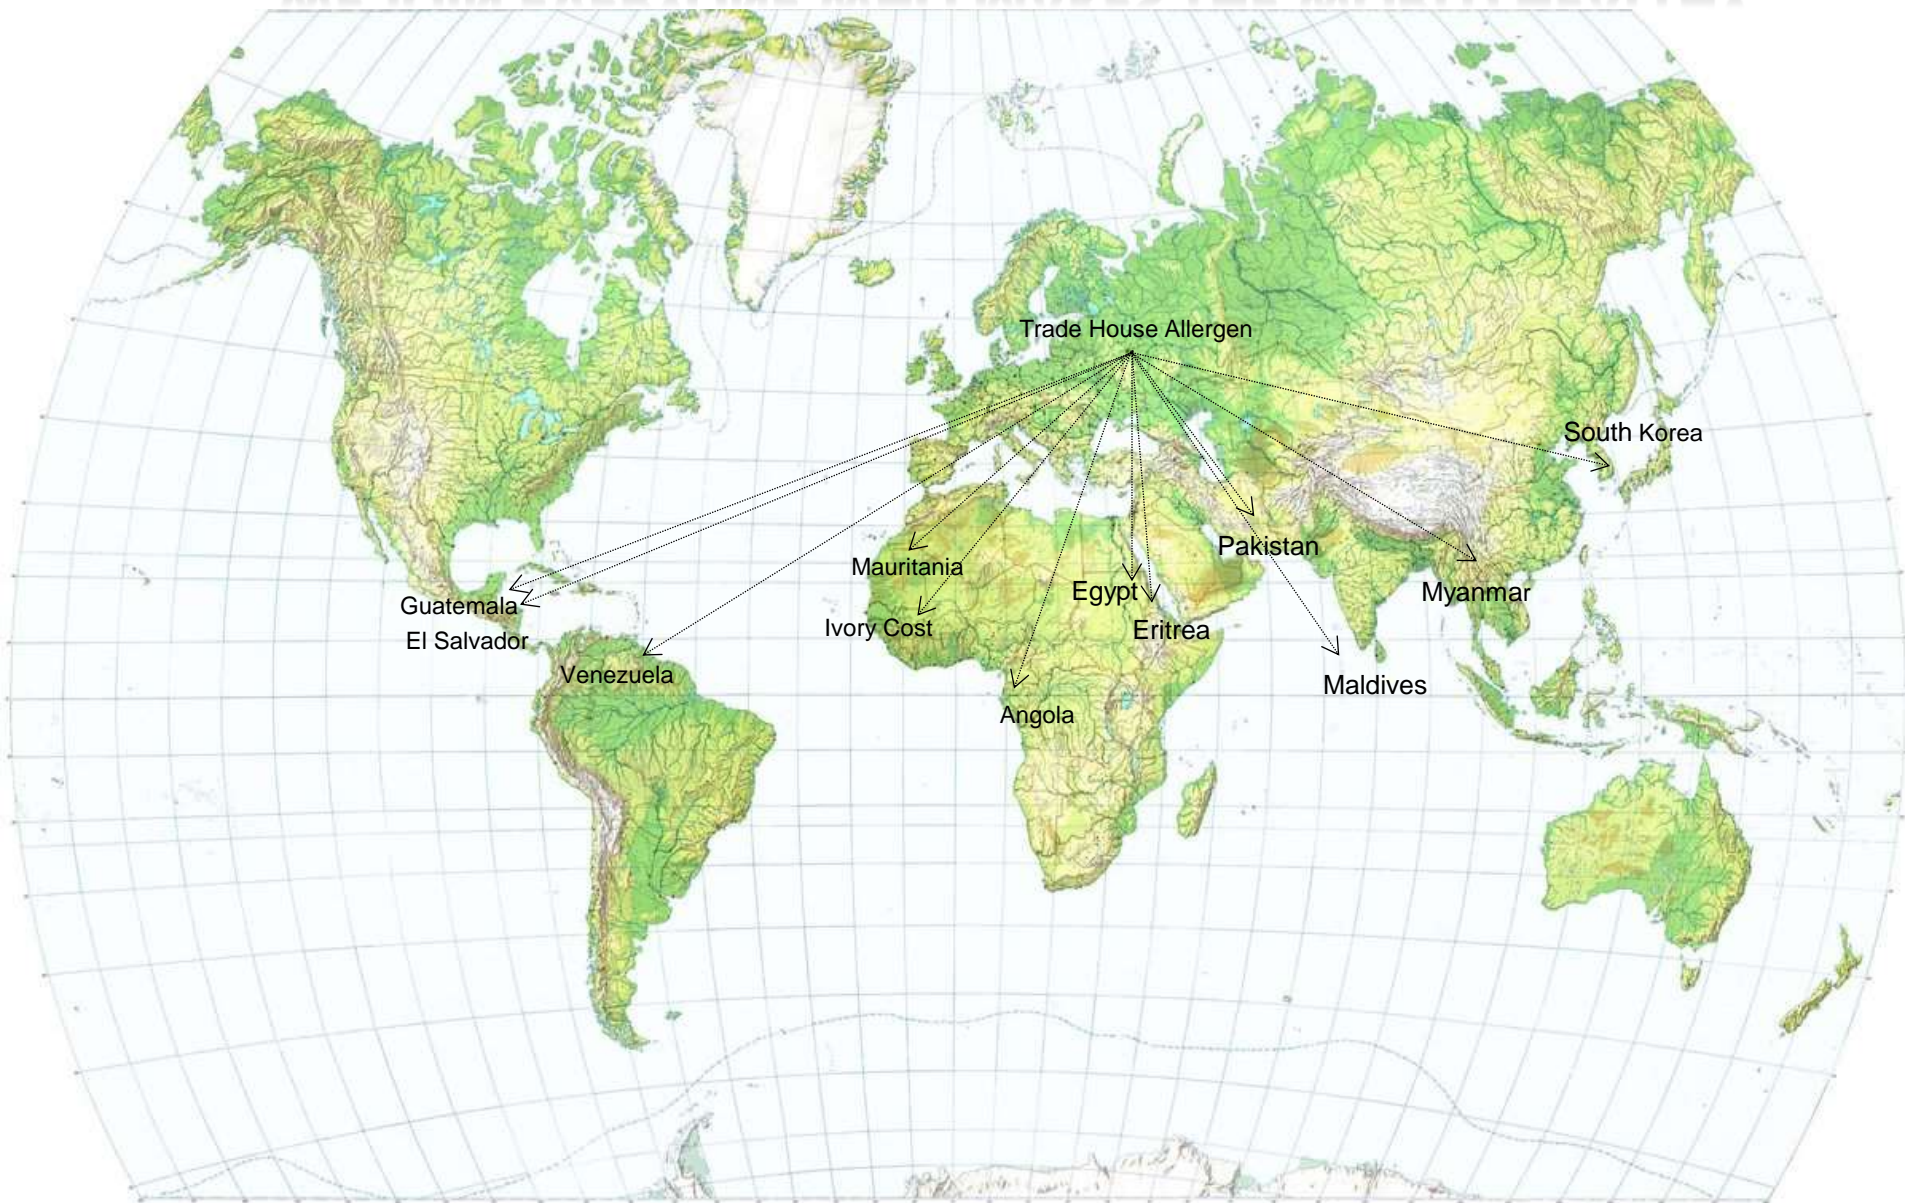 Trade House Allergen
South Korea
Pakistan
Mauritania
Egypt
Myanmar
Guatemala
Ivory Cost
Eritrea
El Salvador
Venezuela
Maldives
Angola